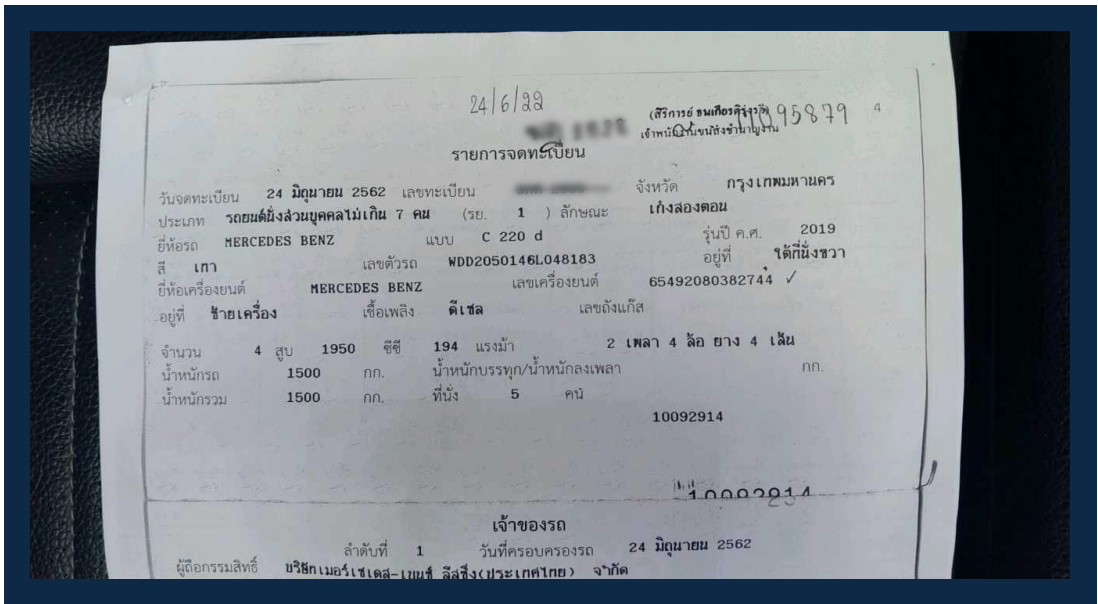 24/6/22
(สิริการย์
11095879 4
เจ้าพนักงานขนส่งชำนาญงาน
รายการจดทะเบียน
วันจดทะเบียน 24 มิถุนายน 2562 เลขทะเบียน จังหวัด กรุงเทพมหานคร
ประเภท รถยนต์นั่งส่วนบุคคลไม่เกิน 7 คน (รย. 1 ) ลักษณะ เก๋งสองตอน
ยี่ห้อรถ MERCEDES BENZ แบบ C 220 d รุ่นปี ค.ศ. 2019
สี เทา เลขตัวรถ WDD2050146L048183 อยู่ที่ ใต้ที่นั่งขวา
ยี่ห้อเครื่องยนต์ MERCEDES BENZ เลขเครื่องยนต์ 65492080382744 ✓
อยู่ที่ ซ้ายเครื่อง เชื้อเพลิง ดีเซล เลขถังแก๊ส
จำนวน 4 สูบ 1950 ซีซี 194 แรงม้า 2 เพลา 4 ล้อ ยาง 4 เส้น
น้ำหนักรถ 1500 กก. น้ำหนักบรรทุก/น้ำหนักลงเพลา กก.
น้ำหนักรวม 1500 กก. ที่นั่ง 5 คน
10092914
10092914
เจ้าของรถ
ลำดับที่ 1 วันที่ครอบครองรถ 24 มิถุนายน 2562
ผู้ถือกรรมสิทธิ์ บริษัทเมอร์เซเดส-เบนซ์ ลีสซิ่ง(ประเทศไทย) จำกัด